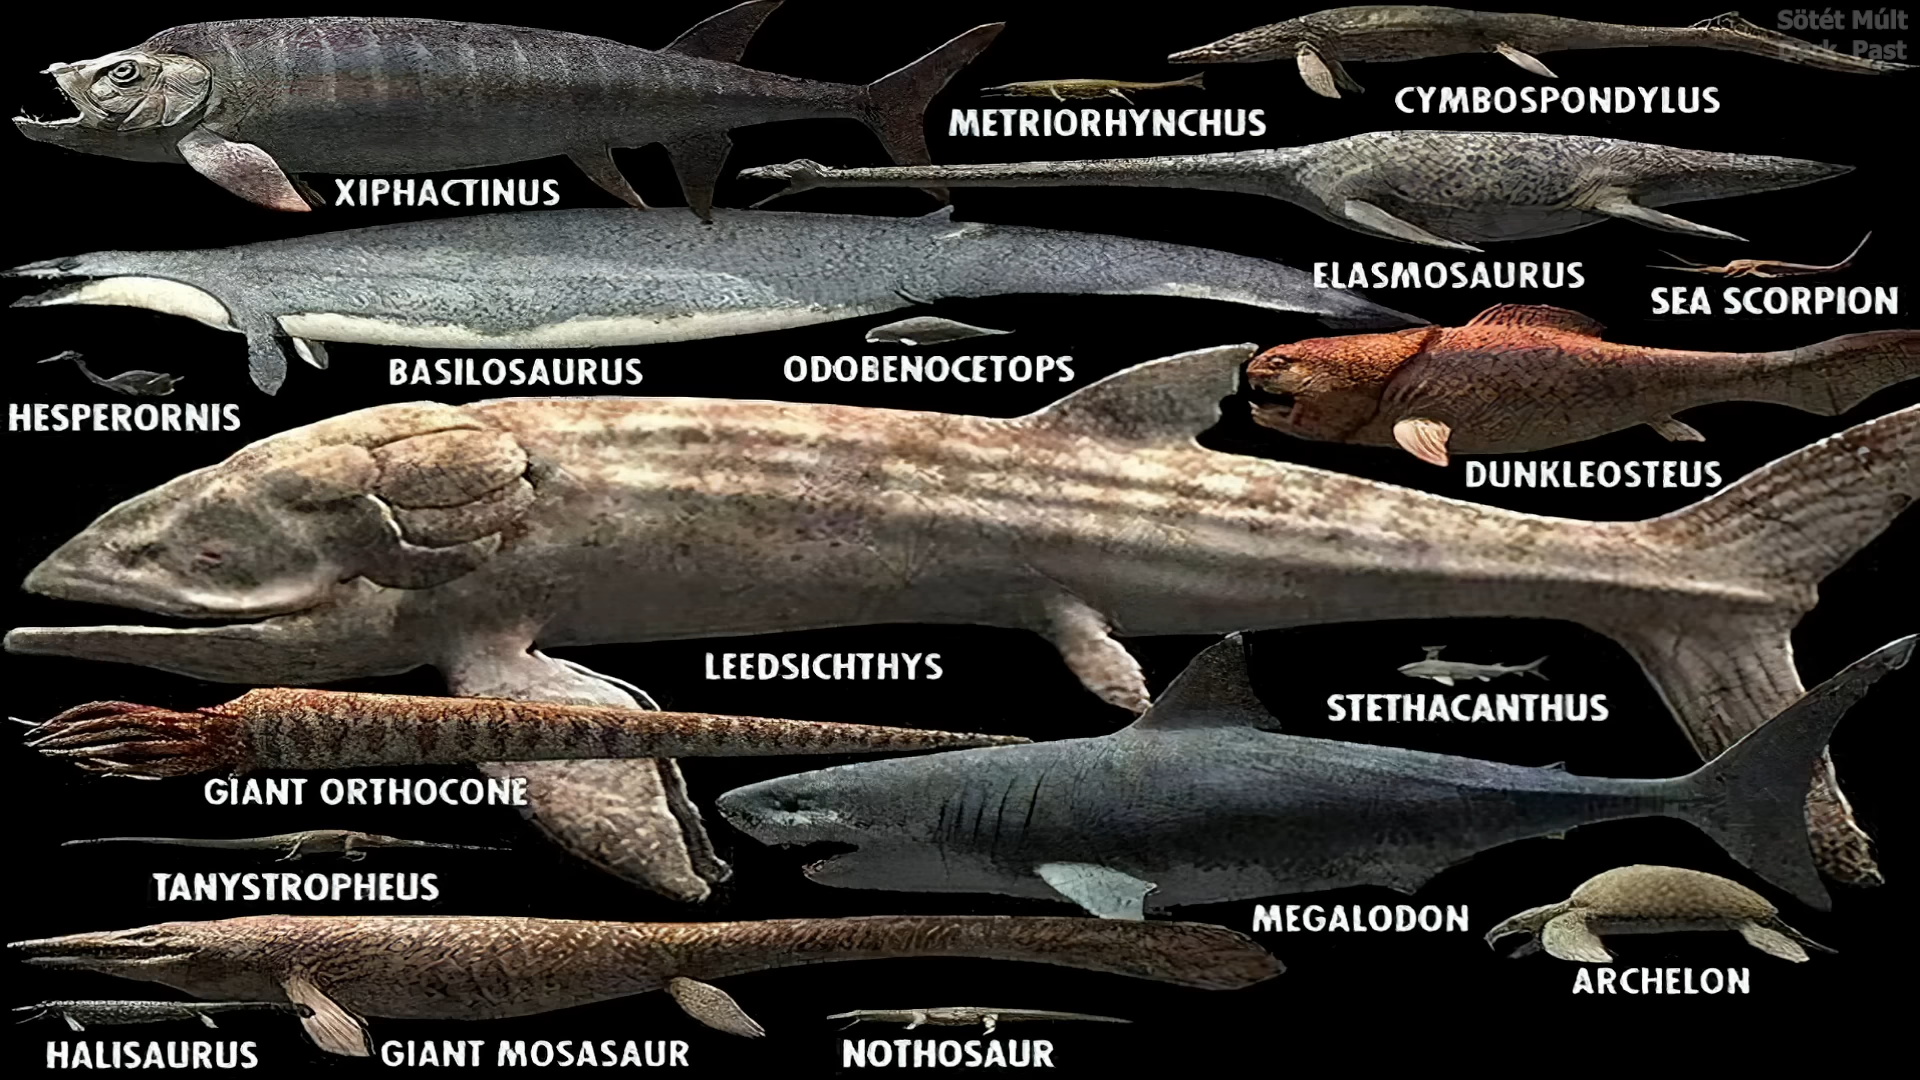 Sötét Múlt
Dark Past
CYMBOSPONDYLUS
METRIORHYNCHUS
XIPHACTINUS
ELASMOSAURUS
SEA SCORPION
BASILOSAURUS
ODOBENOCETOPS
HESPERORNIS
DUNKLEOSTEUS
LEEDSICHTHYS
STETHACANTHUS
GIANT ORTHOCONE
TANYSTROPHEUS
MEGALODON
ARCHELON
HALISAURUS
GIANT MOSASAUR
NOTHOSAUR